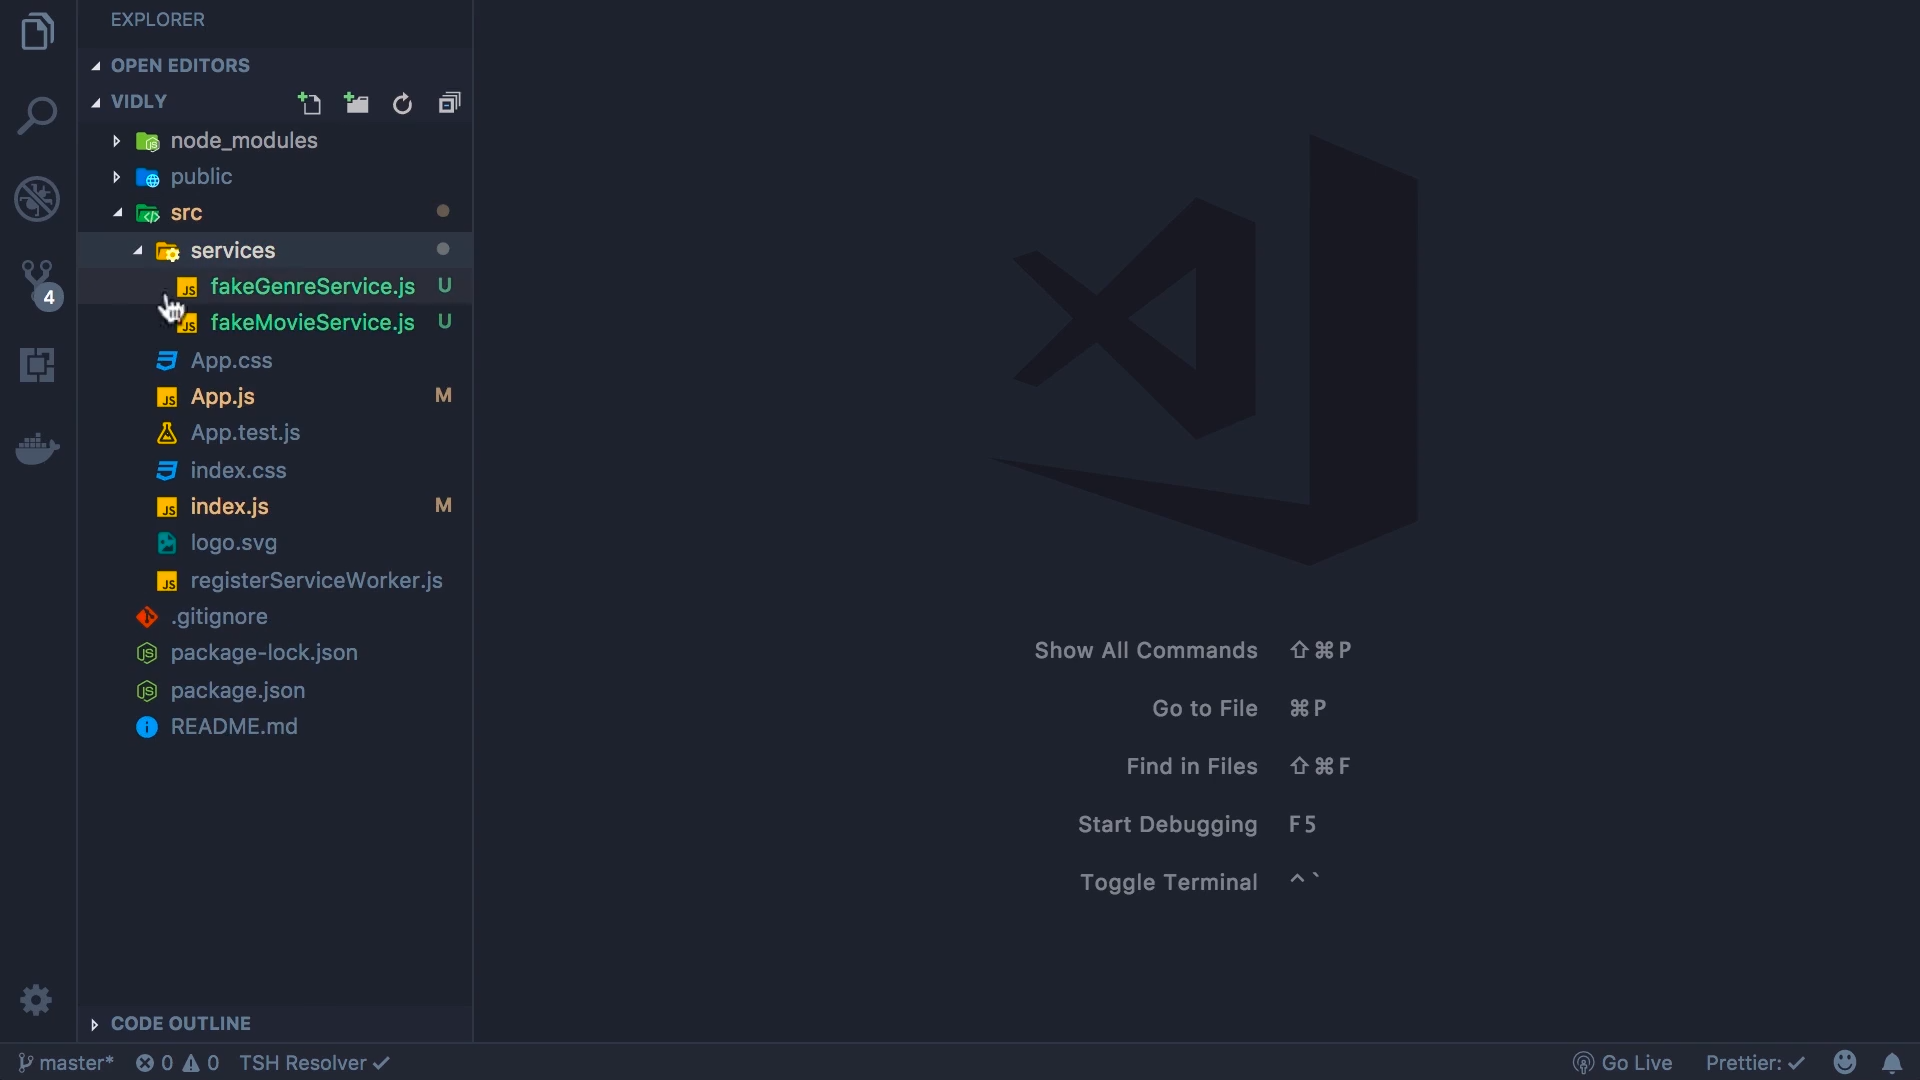 EXPLORER
OPEN EDITORS
VIDLY
node_modules
public
src
services
fakeGenreService.js U
fakeMovieService.js U
App.css
App.js M
App.test.js
index.css
index.js M
logo.svg
registerServiceWorker.js
.gitignore
package-lock.json
package.json
README.md
CODE OUTLINE
4
Show All Commands ⇧⌘P
Go to File ⌘P
Find in Files ⇧⌘F
Start Debugging F5
Toggle Terminal ^`
master* 0 0 TSH Resolver ✓ Go Live Prettier: ✓